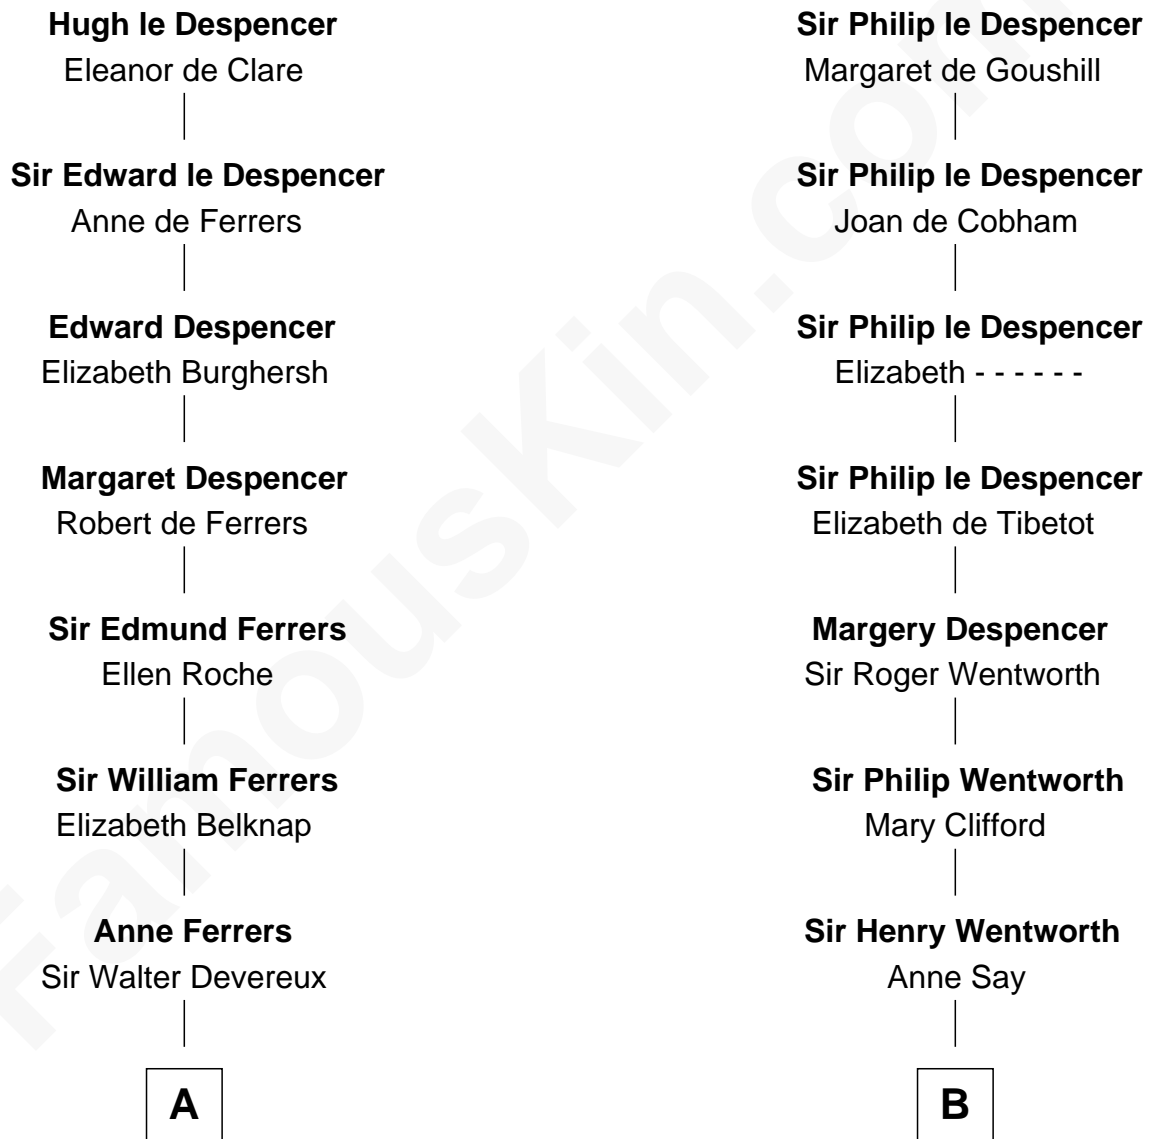 Hugh le Despencer
Eleanor de Clare
Sir Edward le Despencer
Anne de Ferrers
Edward Despencer
Elizabeth Burghersh
Margaret Despencer
Robert de Ferrers
Sir Edmund Ferrers
Ellen Roche
Sir William Ferrers
Elizabeth Belknap
Anne Ferrers
Sir Walter Devereux
A
Sir Philip le Despencer
Margaret de Goushill
Sir Philip le Despencer
Joan de Cobham
Sir Philip le Despencer
Elizabeth - - - - - -
Sir Philip le Despencer
Elizabeth de Tibetot
Margery Despencer
Sir Roger Wentworth
Sir Philip Wentworth
Mary Clifford
Sir Henry Wentworth
Anne Say
B
FamousKin.com